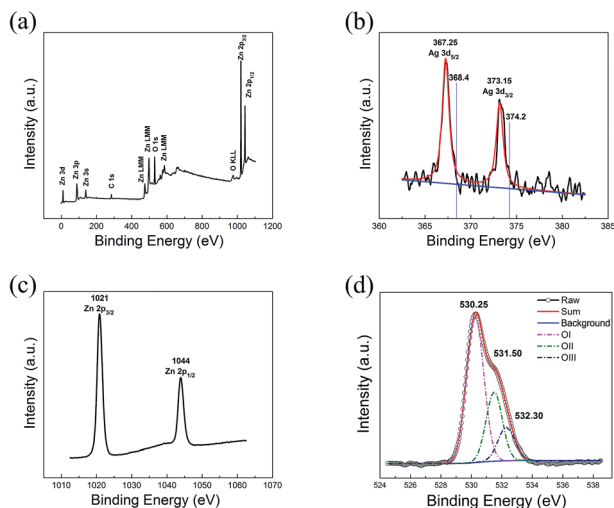 (a)
Zn 2p3/2
Zn 2p1/2
Zn 3d
Zn 3p
Zn 3s
C 1s
Zn LMM
Zn LMM
O 1s
Zn LMM
O KLL
Intensity (a.u.)
0 200 400 600 800 1000 1200
Binding Energy (eV)
(b)
367.25
Ag 3d5/2
368.4
373.15
Ag 3d3/2
374.2
Intensity (a.u.)
360 365 370 375 380 385
Binding Energy (eV)
(c)
1021
Zn 2p3/2
1044
Zn 2p1/2
Intensity (a.u.)
1010 1020 1030 1040 1050 1060 1070
Binding Energy (eV)
(d)
530.25
531.50
532.30
Raw
Sum
Background
OI
OII
OIII
Intensity (a.u.)
524 526 528 530 532 534 536 538
Binding Energy (eV)